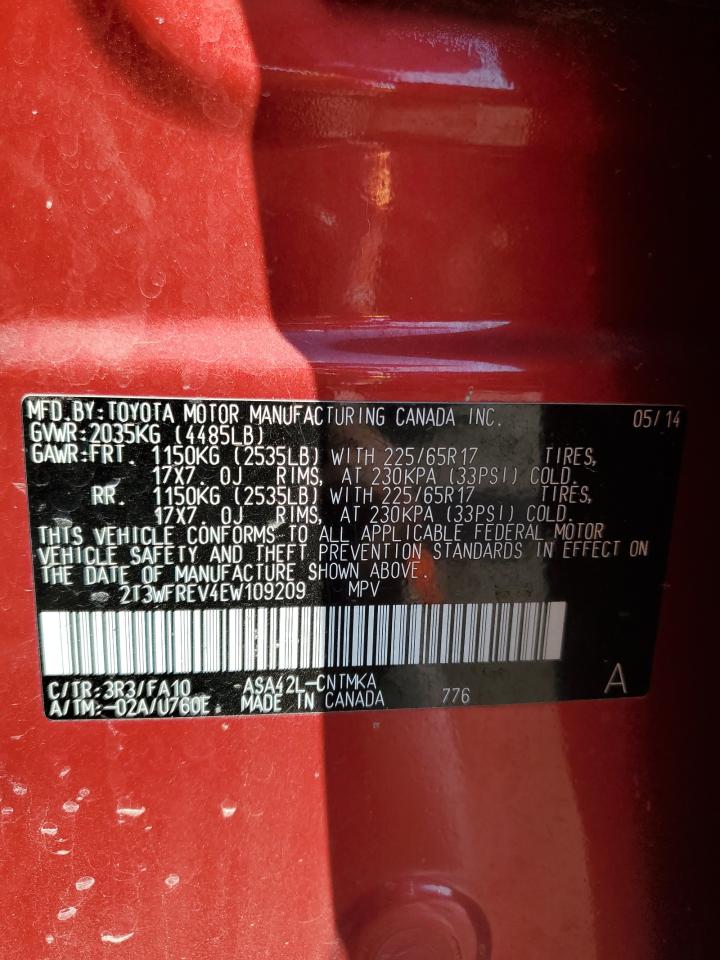 MFD.BY:TOYOTA MOTOR MANUFACTURING CANADA INC. 05/14
GVWR:2035KG (4485LB)
GAWR:FRT. 1150KG (2535LB) WITH 225/65R17 TIRES,
17X7.0J RIMS, AT 230KPA (33PSI) COLD.
RR. 1150KG (2535LB) WITH 225/65R17 TIRES,
17X7.0J RIMS, AT 230KPA (33PSI) COLD.
THIS VEHICLE CONFORMS TO ALL APPLICABLE FEDERAL MOTOR
VEHICLE SAFETY AND THEFT PREVENTION STANDARDS IN EFFECT ON
THE DATE OF MANUFACTURE SHOWN ABOVE.
2T3WFREV4EW109209 MPV
C/TR:3R3/FA10 ASA42L-CNTMKA
A/TM:-02A/U760E MADE IN CANADA 776 A